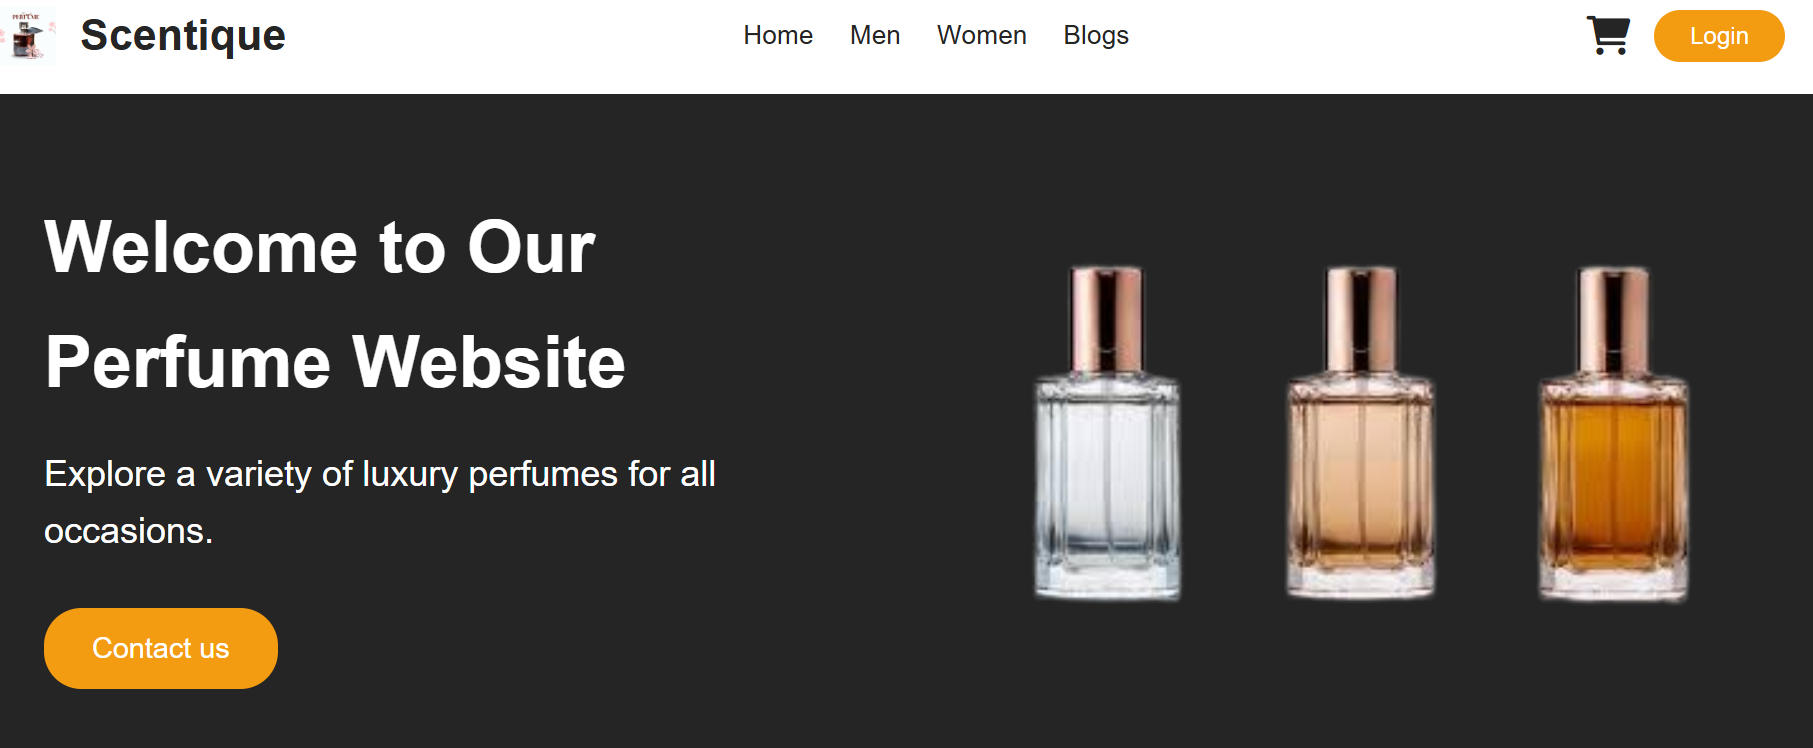 PERFUME
Scentique
Home
Men
Women
Blogs
Login
Welcome to Our
Perfume Website
Explore a variety of luxury perfumes for all
occasions.
Contact us